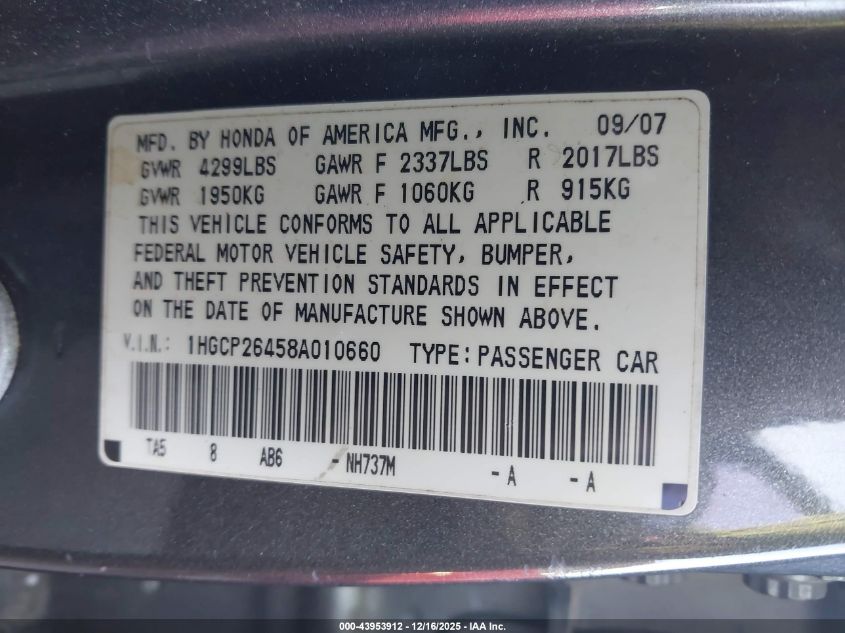 MFD. BY HONDA OF AMERICA MFG., INC. 09/07
GVWR 4299LBS GAWR F 2337LBS R 2017LBS
GVWR 1950KG GAWR F 1060KG R 915KG
THIS VEHICLE CONFORMS TO ALL APPLICABLE
FEDERAL MOTOR VEHICLE SAFETY, BUMPER,
AND THEFT PREVENTION STANDARDS IN EFFECT
ON THE DATE OF MANUFACTURE SHOWN ABOVE.
V.I.N.: 1HGCP26458A010660 TYPE: PASSENGER CAR
TA5 8 AB6 - NH737M - A - A
000-43953912 - 12/16/2025 - IAA Inc.